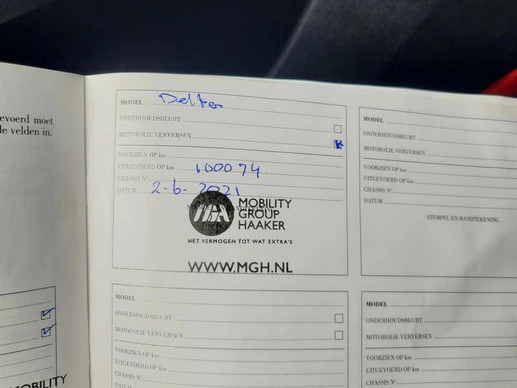 evoerd moet
le velden in.
MODEL Delta
ONDERHOUDSBEURT
MOTOROLIE VERVERSEN
VOORZIEN OP km
UITGEVOERD OP km 100074
CHASSIS N°
DATUM 2-6-2021
MOBILITY
GROUP
HAAKER
HET VERMOGEN TOT WAT EXTRA'S
WWW.MGH.NL
MODEL
ONDERHOUDSBEURT
MOTOROLIE VERVERSEN
VOORZIEN OP km
UITGEVOERD OP km
CHASSIS N°
DATUM
STEMPEL EN HANDTEKENING.
MODEL
ONDERHOUDSBEURT
MOTOROLIE VERVERSEN
VOORZIEN OP km
UITGEVOERD OP km
CHASSIS N°
MODEL
ONDERHOUDSBEURT
MOTOROLIE VERVERSEN
VOORZIEN OP km
UITGEVOERD OP km
CHASSIS N°
MOBILITY